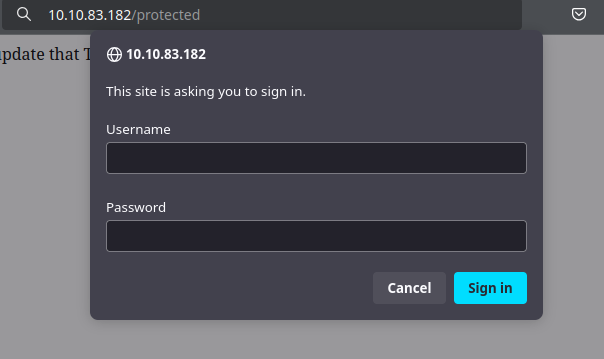 10.10.83.182/protected
update that T
10.10.83.182
This site is asking you to sign in.
Username
Password
Cancel
Sign in